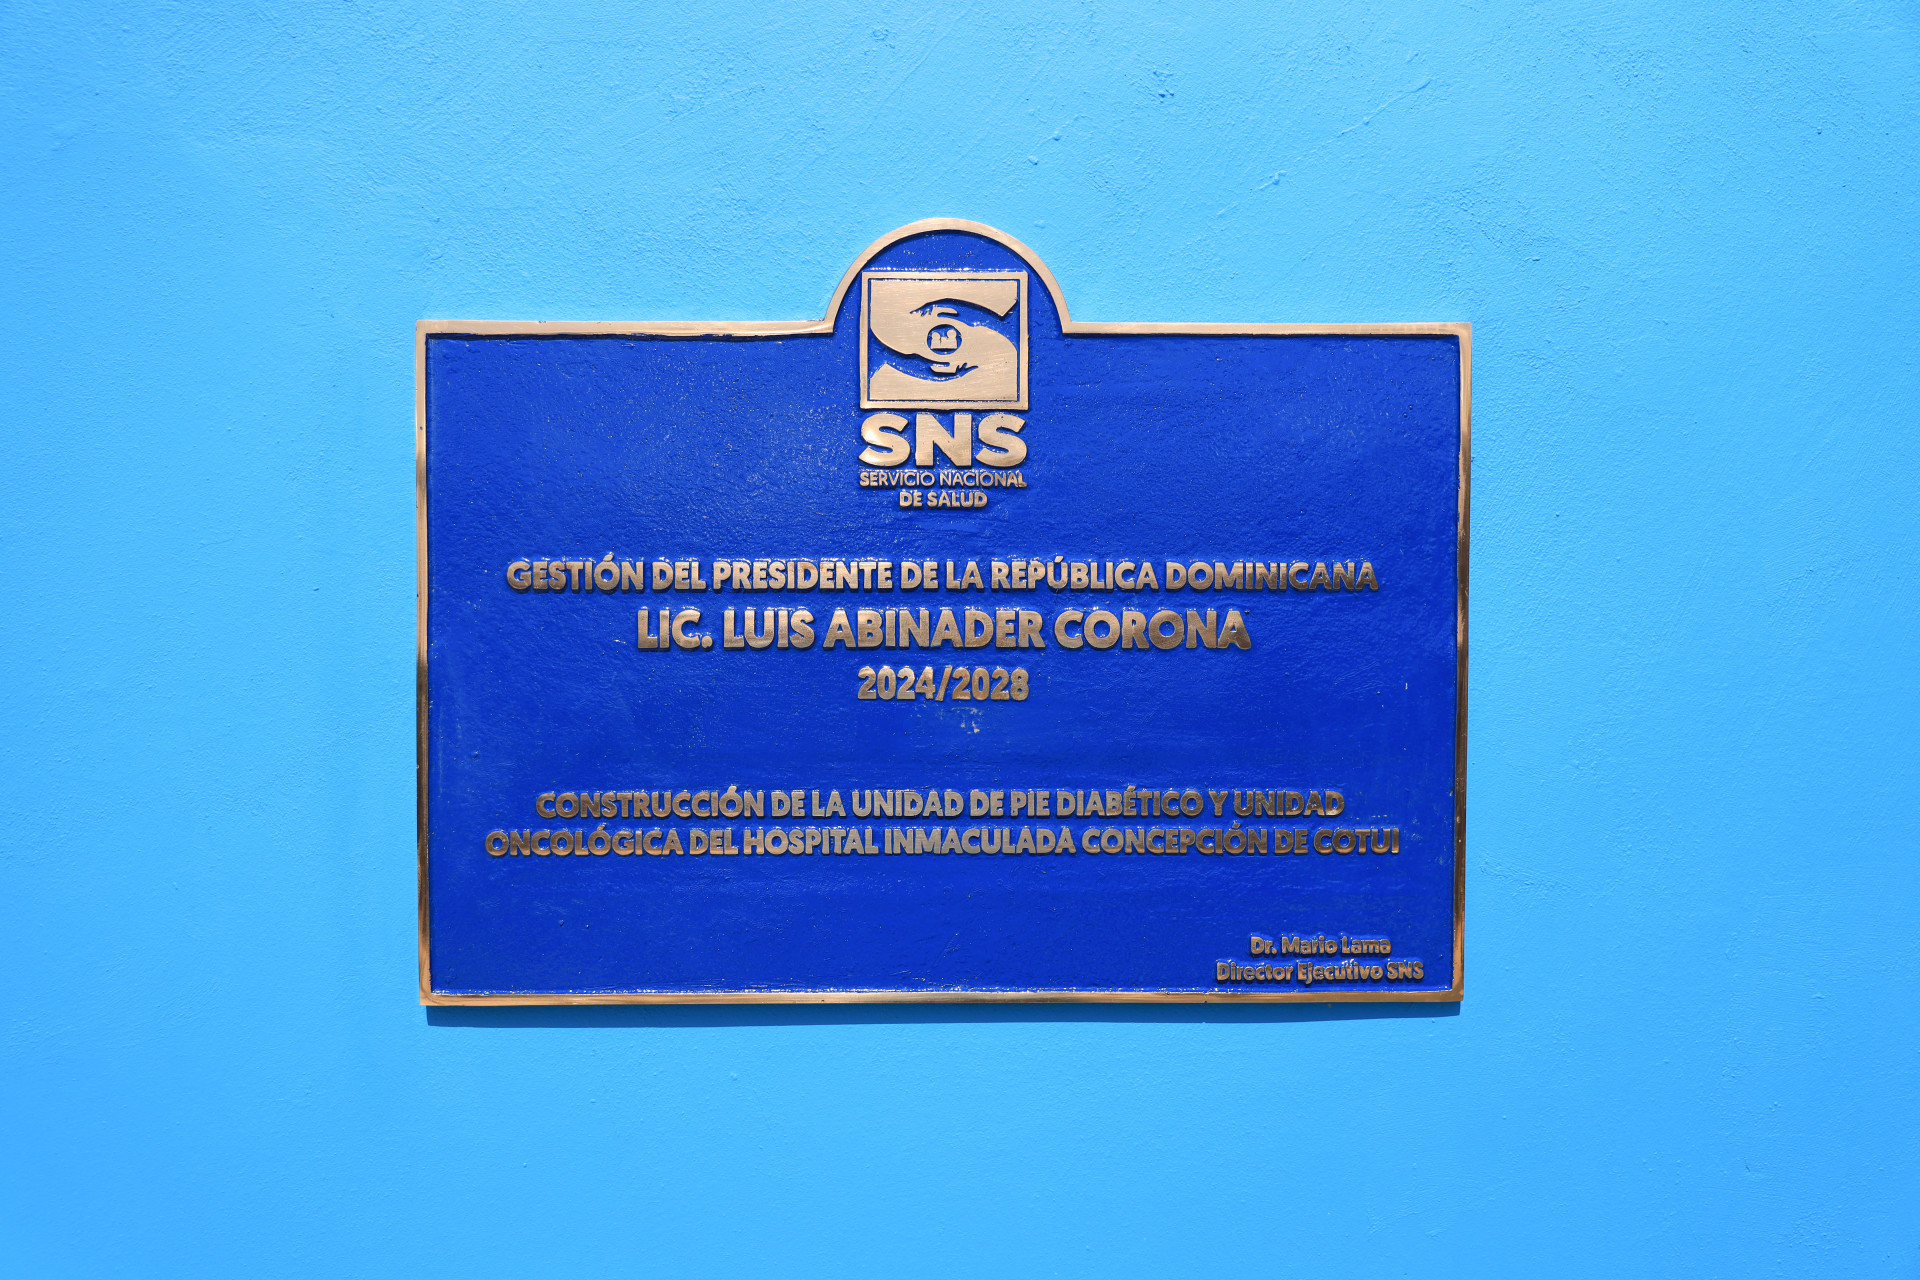 SNS
SERVICIO NACIONAL
DE SALUD
GESTIÓN DEL PRESIDENTE DE LA REPÚBLICA DOMINICANA
LIC. LUIS ABINADER CORONA
2024/2028
CONSTRUCCIÓN DE LA UNIDAD DE PIE DIABÉTICO Y UNIDAD
ONCOLÓGICA DEL HOSPITAL INMACULADA CONCEPCIÓN DE COTUI
Dr. Mario Lama
Director Ejecutivo SNS